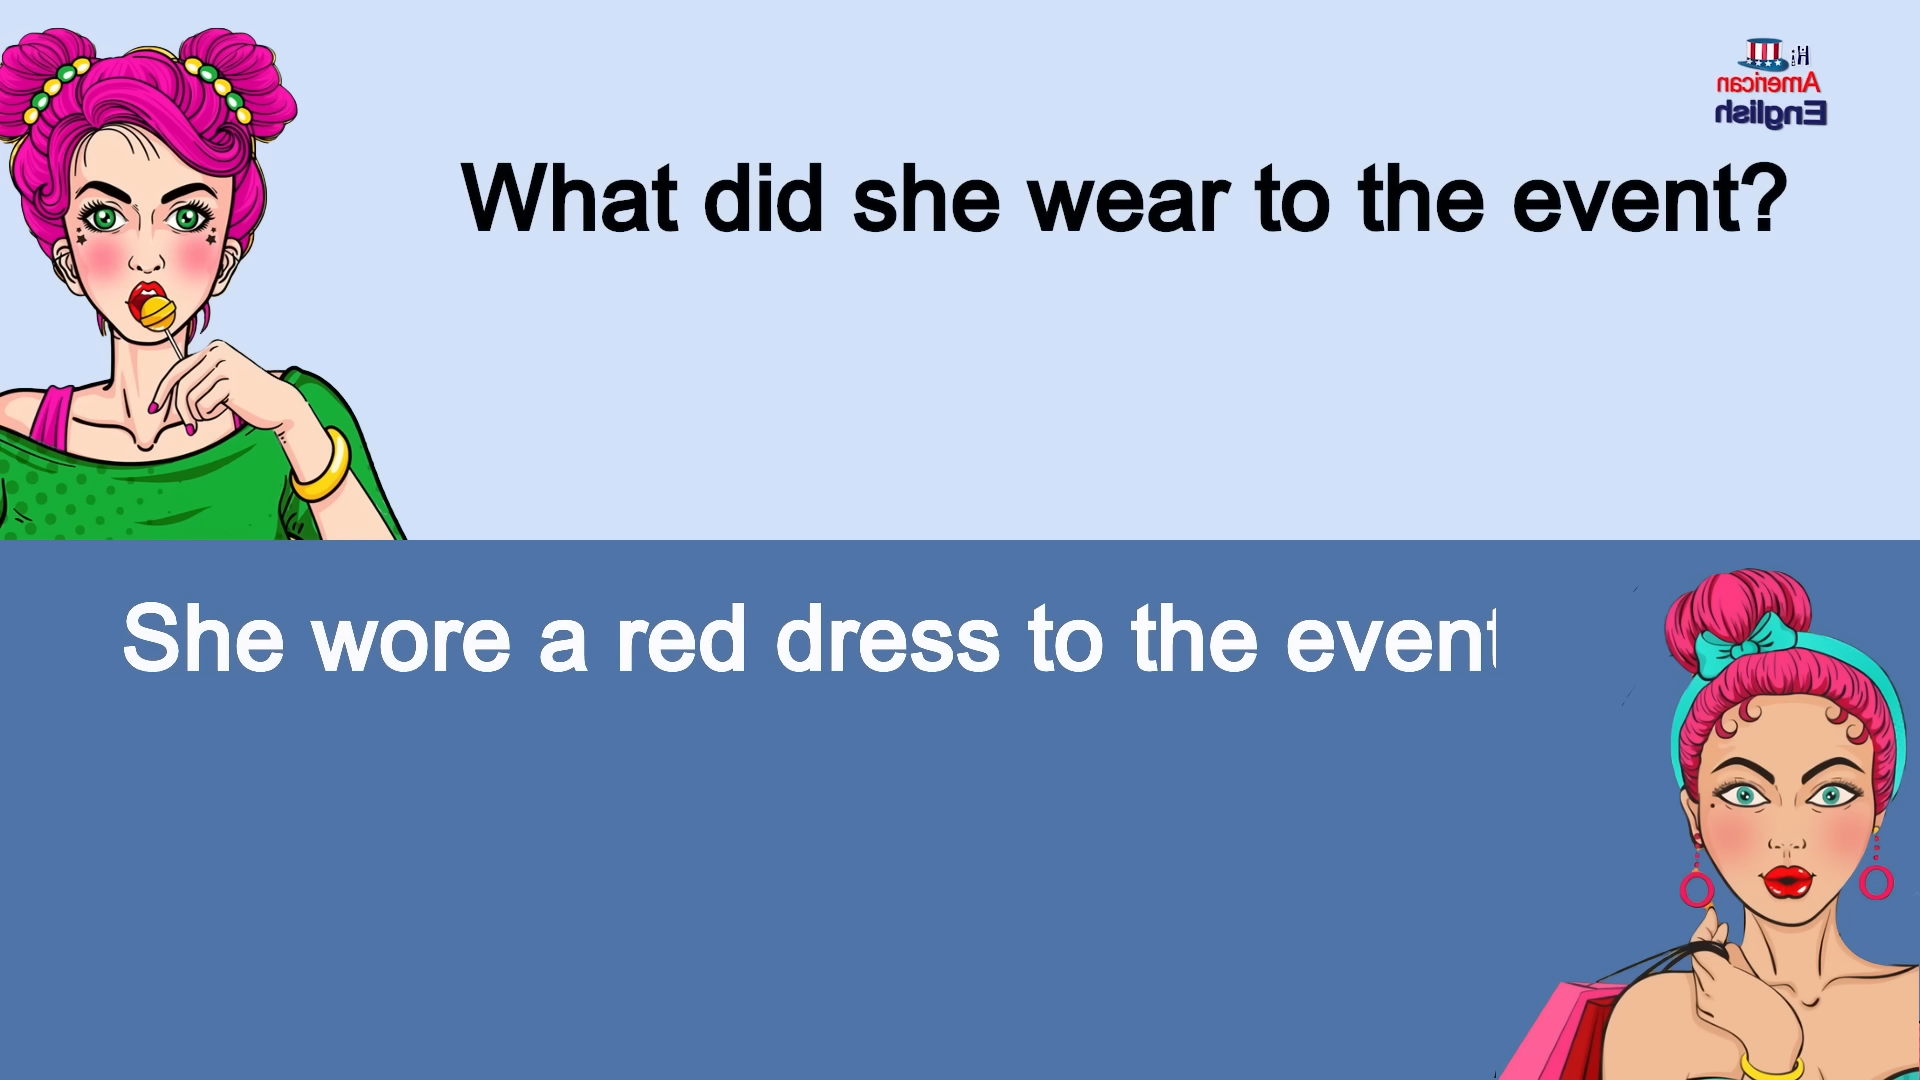 Hi
American
English
What did she wear to the event?
She wore a red dress to the event